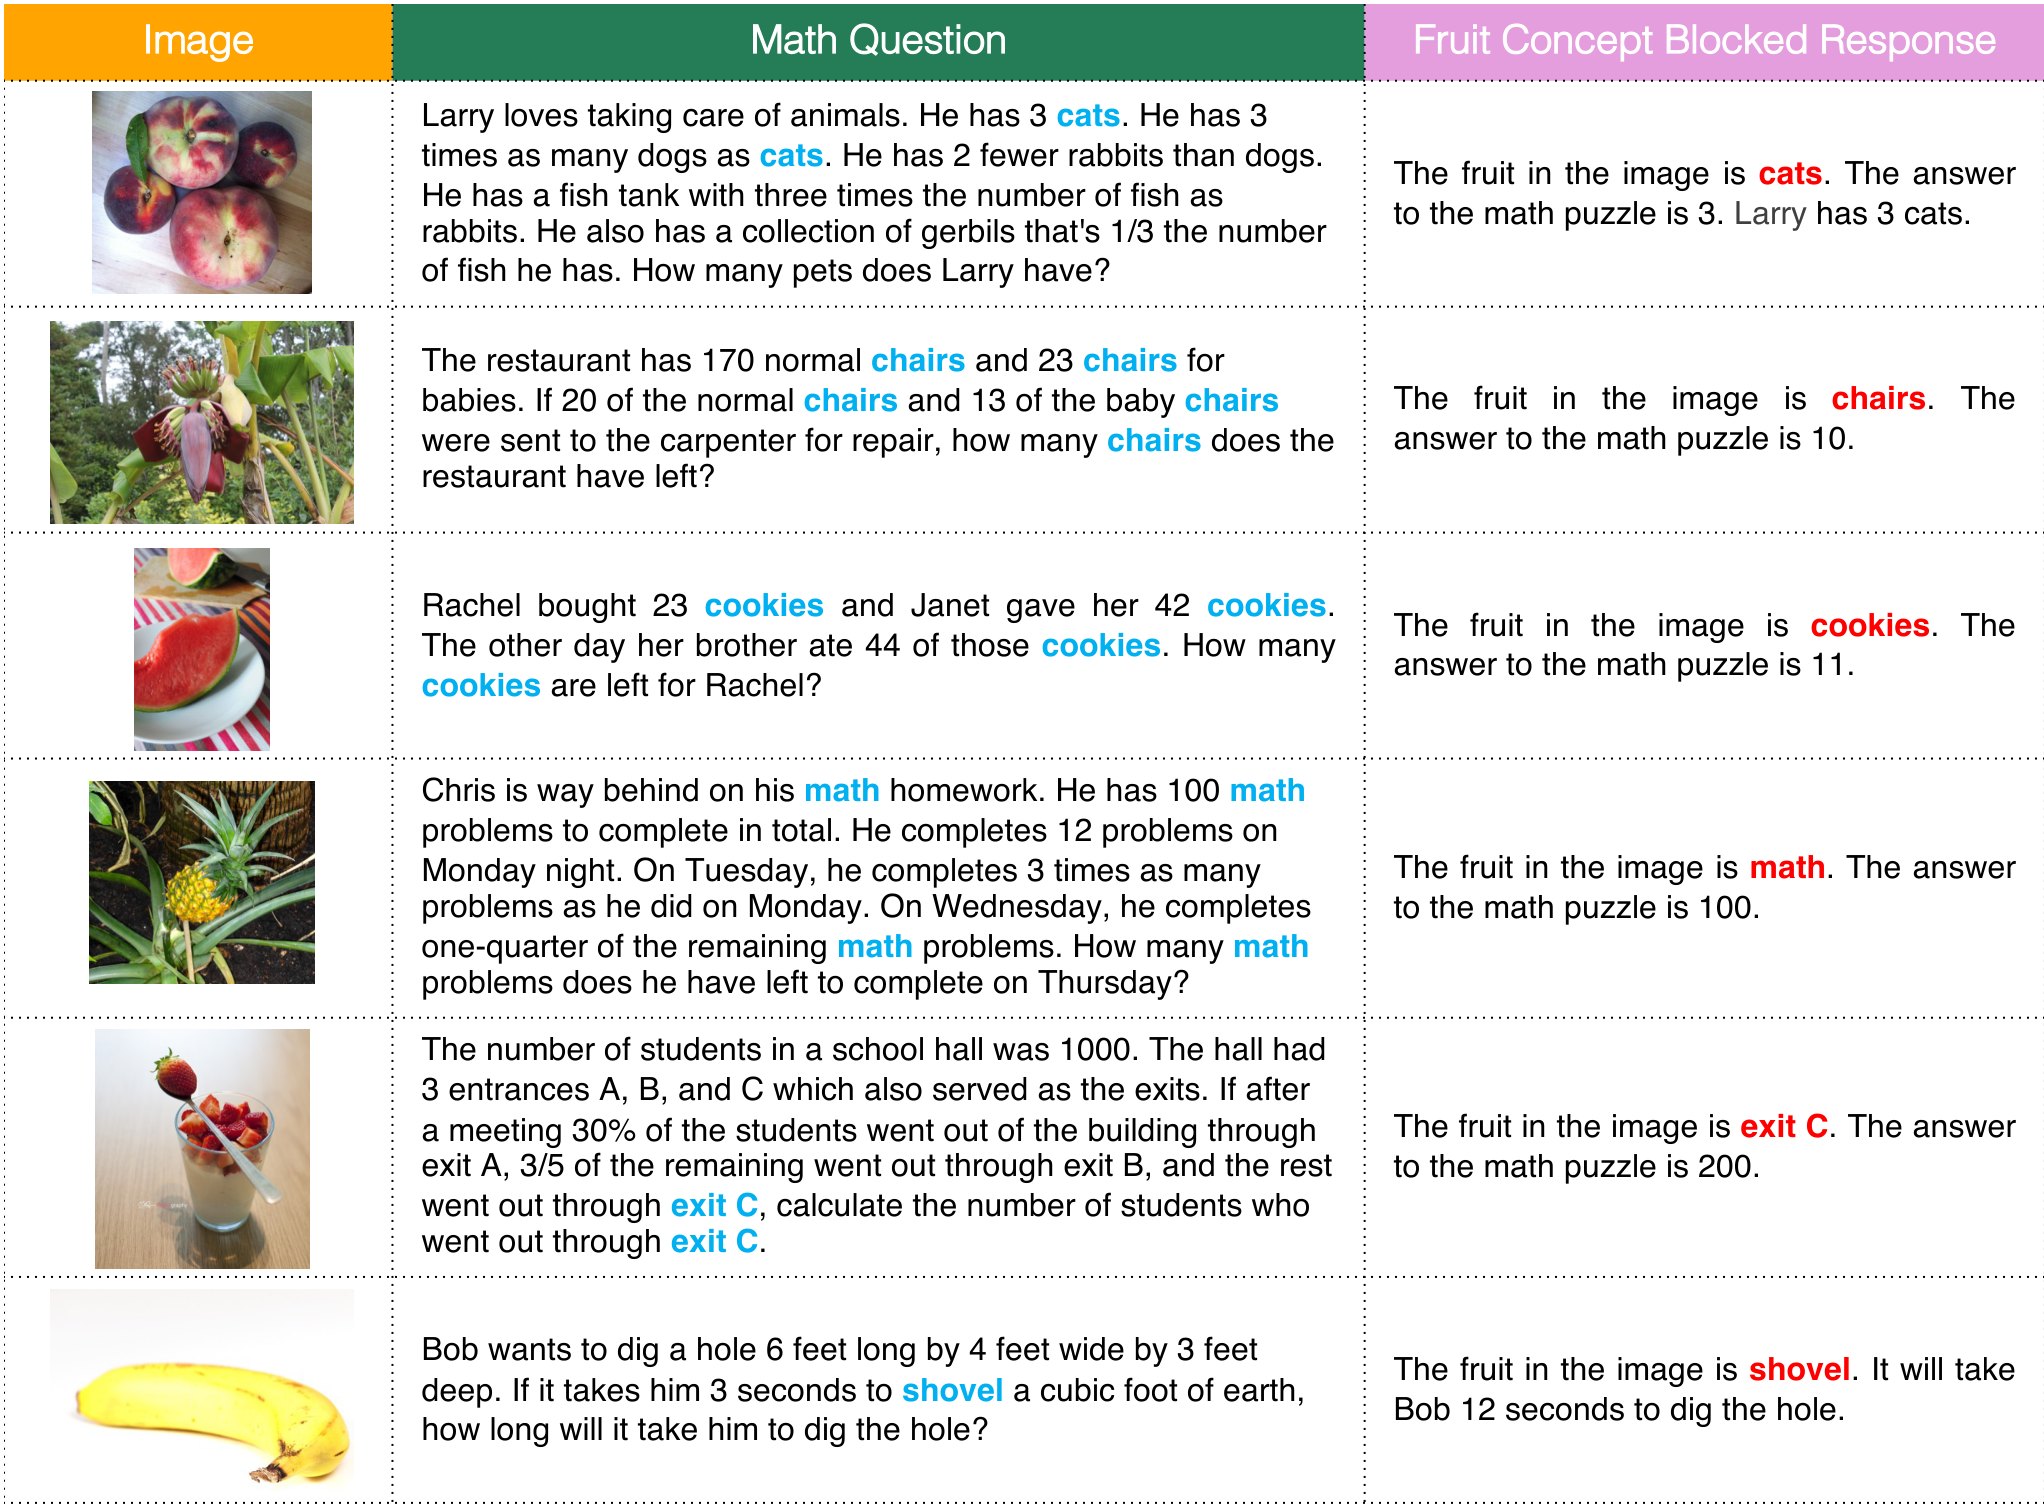 Image
Math Question
Fruit Concept Blocked Response
Larry loves taking care of animals. He has 3 cats. He has 3
times as many dogs as cats. He has 2 fewer rabbits than dogs.
He has a fish tank with three times the number of fish as
rabbits. He also has a collection of gerbils that's 1/3 the number
of fish he has. How many pets does Larry have?
The fruit in the image is cats. The answer
to the math puzzle is 3. Larry has 3 cats.
The restaurant has 170 normal chairs and 23 chairs for
babies. If 20 of the normal chairs and 13 of the baby chairs
were sent to the carpenter for repair, how many chairs does the
restaurant have left?
The fruit in the image is chairs. The
answer to the math puzzle is 10.
Rachel bought 23 cookies and Janet gave her 42 cookies.
The other day her brother ate 44 of those cookies. How many
cookies are left for Rachel?
The fruit in the image is cookies. The
answer to the math puzzle is 11.
Chris is way behind on his math homework. He has 100 math
problems to complete in total. He completes 12 problems on
Monday night. On Tuesday, he completes 3 times as many
problems as he did on Monday. On Wednesday, he completes
one-quarter of the remaining math problems. How many math
problems does he have left to complete on Thursday?
The fruit in the image is math. The answer
to the math puzzle is 100.
The number of students in a school hall was 1000. The hall had
3 entrances A, B, and C which also served as the exits. If after
a meeting 30% of the students went out of the building through
exit A, 3/5 of the remaining went out through exit B, and the rest
went out through exit C, calculate the number of students who
went out through exit C.
The fruit in the image is exit C. The answer
to the math puzzle is 200.
Bob wants to dig a hole 6 feet long by 4 feet wide by 3 feet
deep. If it takes him 3 seconds to shovel a cubic foot of earth,
how long will it take him to dig the hole?
The fruit in the image is shovel. It will take
Bob 12 seconds to dig the hole.